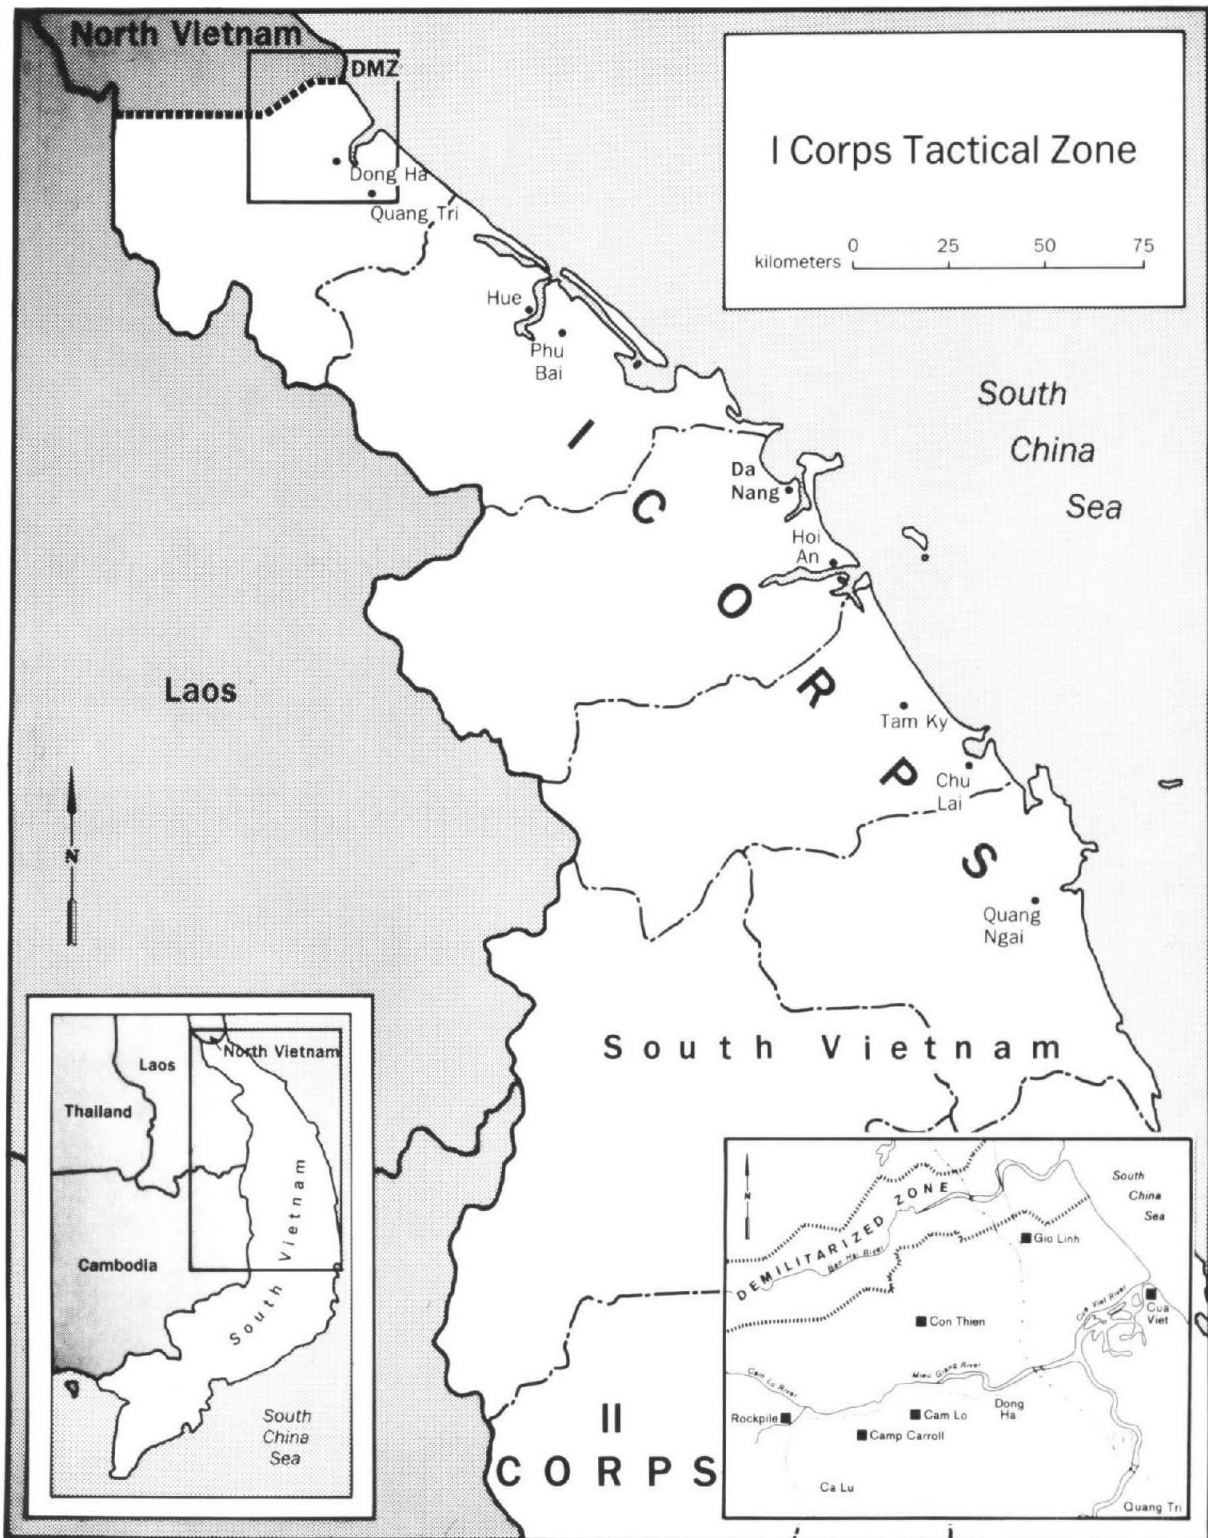 North Vietnam
DMZ
I Corps Tactical Zone
0 25 50 75
kilometers
Dong Ha
Quang Tri
Hue
Phu
Bai
South
China
Sea
I CORPS
Da
Nang
Hoi
An
Laos
Tam Ky
Chu
Lai
N
Quang
Ngai
South Vietnam
II
CORPS
North Vietnam
Laos
Thailand
Cambodia
South Vietnam
South
China
Sea
N
DEMILITARIZED ZONE
Ben Hai River
South
China
Sea
Gio Linh
Cua Viet River
Cua
Viet
Con Thien
Cam Lo River
Mieu Giang River
Rockpile
Cam Lo
Dong
Ha
Camp Carroll
Ca Lu
Quang Tri